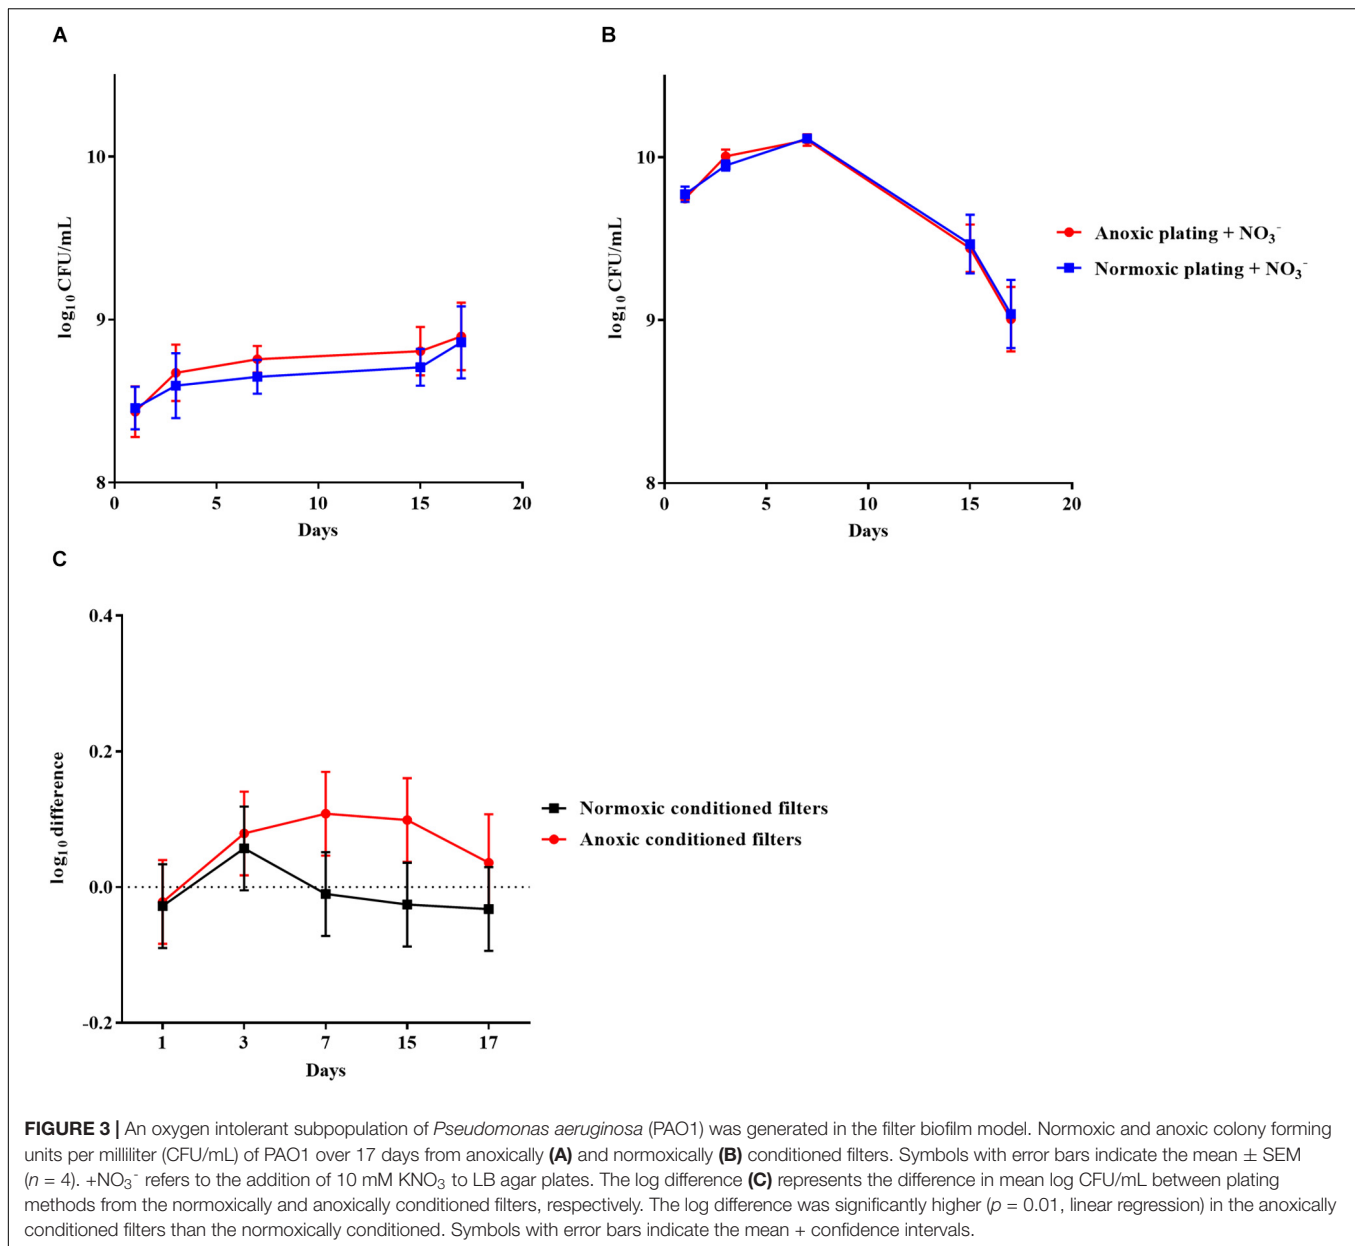 A
10
9
8
log₁₀CFU/mL
0 5 10 15 20
Days
B
10
9
8
log₁₀CFU/mL
0 5 10 15 20
Days
Anoxic plating + NO₃⁻
Normoxic plating + NO₃⁻
C
0.4
0.2
0.0
-0.2
log₁₀difference
1 3 7 15 17
Days
Normoxic conditioned filters
Anoxic conditioned filters
FIGURE 3 | An oxygen intolerant subpopulation of Pseudomonas aeruginosa (PAO1) was generated in the filter biofilm model. Normoxic and anoxic colony forming
units per milliliter (CFU/mL) of PAO1 over 17 days from anoxically (A) and normoxically (B) conditioned filters. Symbols with error bars indicate the mean ± SEM
(n = 4). +NO₃⁻ refers to the addition of 10 mM KNO₃ to LB agar plates. The log difference (C) represents the difference in mean log CFU/mL between plating
methods from the normoxically and anoxically conditioned filters, respectively. The log difference was significantly higher (p = 0.01, linear regression) in the anoxically
conditioned filters than the normoxically conditioned. Symbols with error bars indicate the mean + confidence intervals.